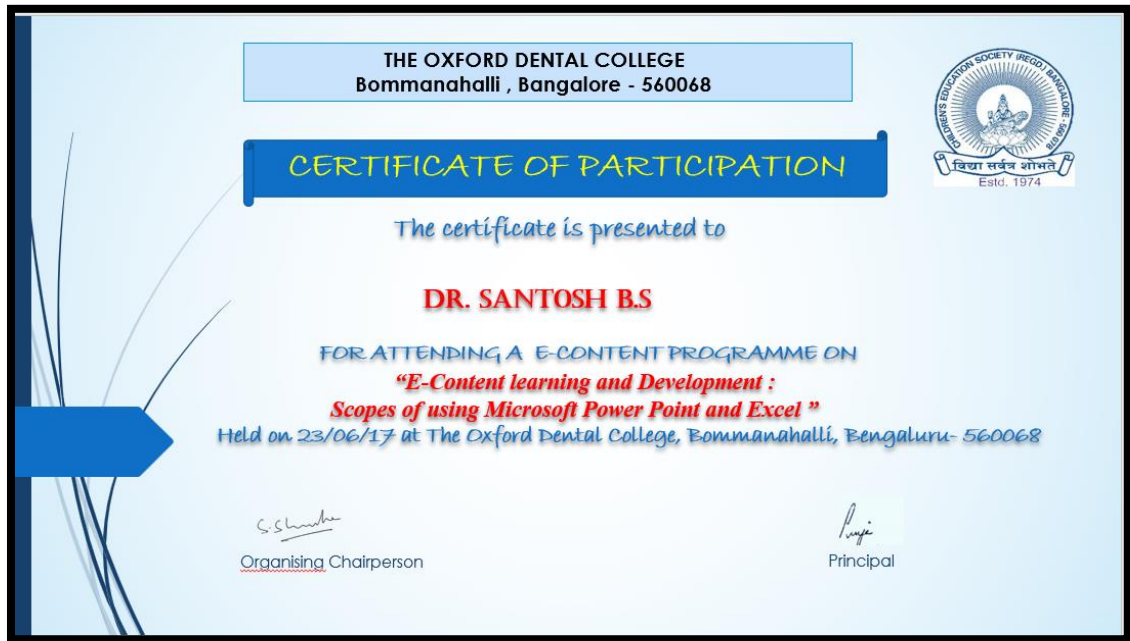 THE OXFORD DENTAL COLLEGE
Bommanahalli , Bangalore - 560068
CHILDREN'S EDUCATION SOCIETY (REGD.) BANGALORE-560 078
विद्या सर्वत्र शोभते
Estd. 1974
CERTIFICATE OF PARTICIPATION
The certificate is presented to
DR. SANTOSH B.S
FOR ATTENDING A E-CONTENT PROGRAMME ON
“E-Content learning and Development :
Scopes of using Microsoft Power Point and Excel ”
Held on 23/06/17 at The Oxford Dental College, Bommanahalli, Bengaluru- 560068
Organising Chairperson
Principal